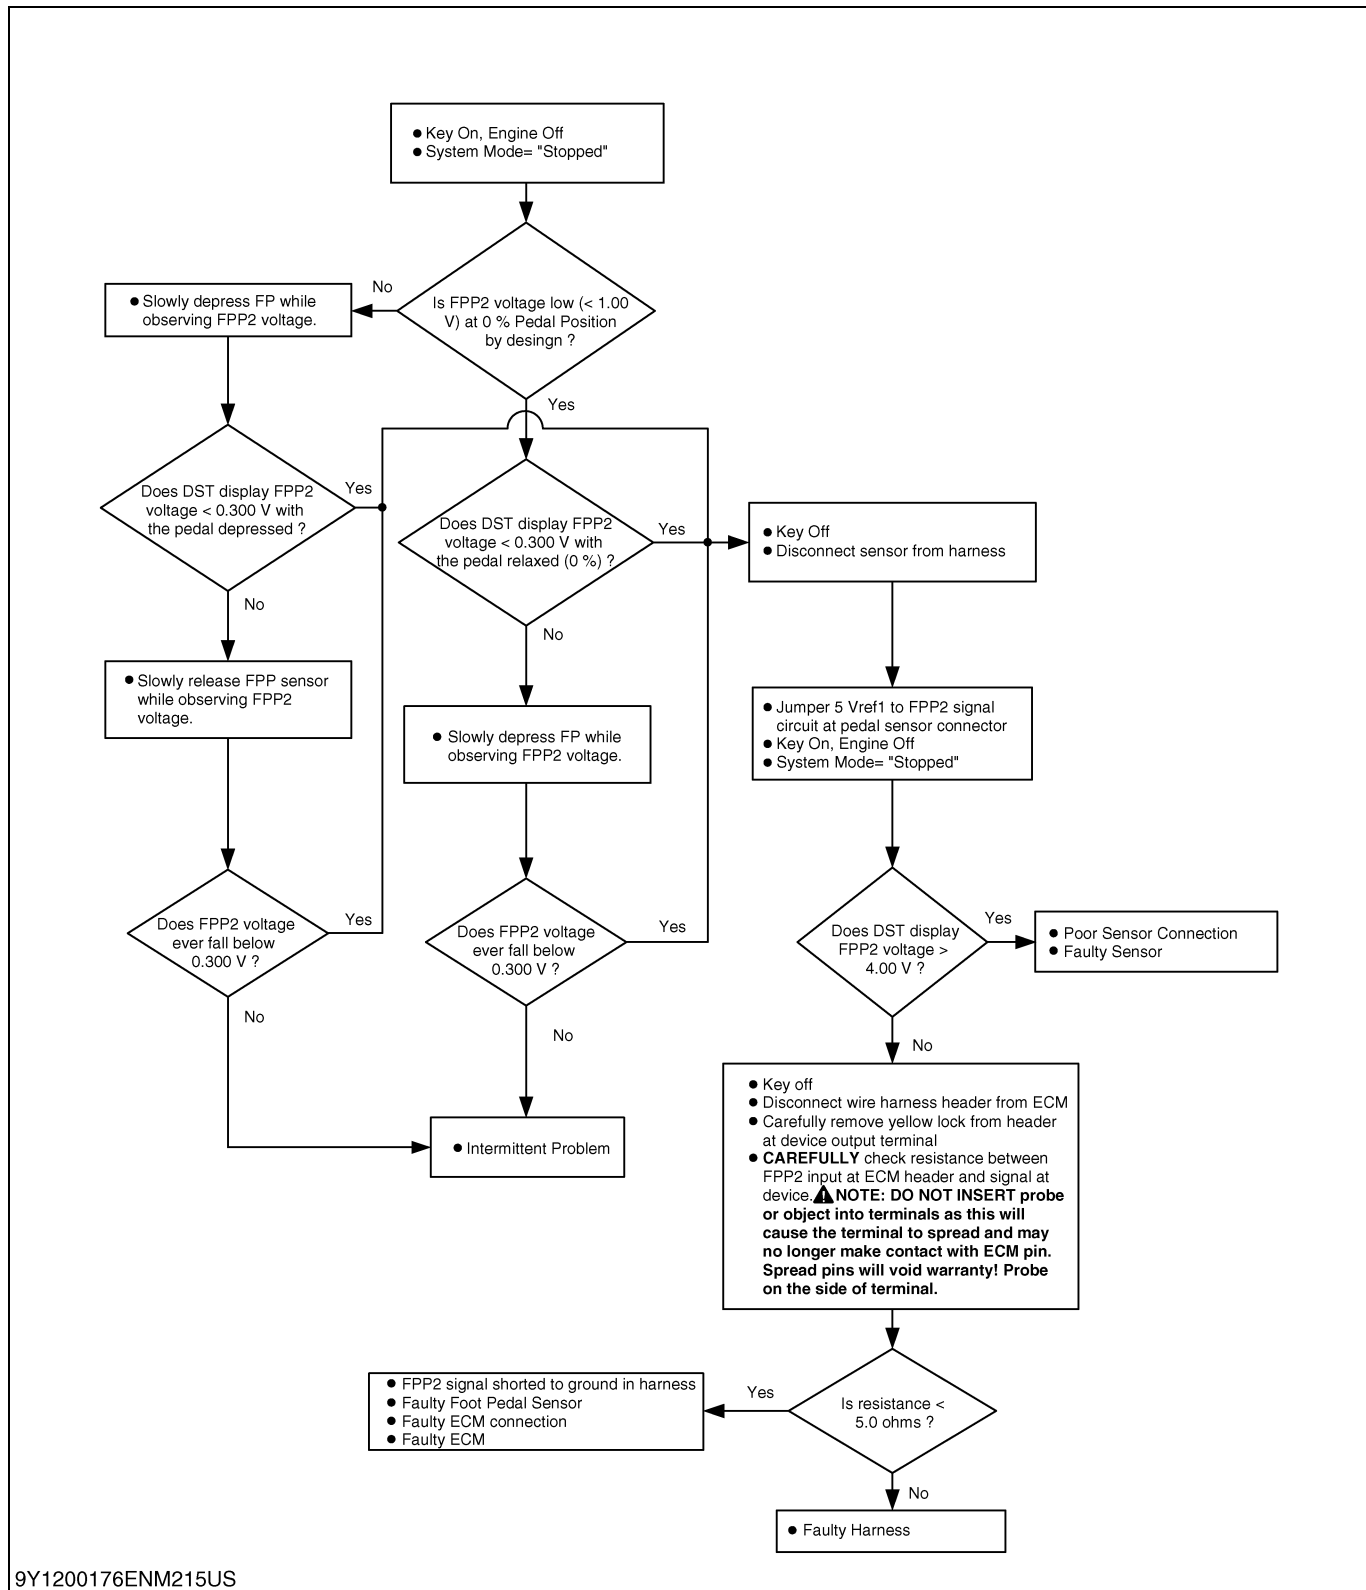 ● Key On, Engine Off
● System Mode= "Stopped"
Is FPP2 voltage low (< 1.00
V) at 0 % Pedal Position
by desingn ?
No
Yes
● Slowly depress FP while
observing FPP2 voltage.
Does DST display FPP2
voltage < 0.300 V with
the pedal depressed ?
Yes
No
● Slowly release FPP sensor
while observing FPP2
voltage.
Does FPP2 voltage
ever fall below
0.300 V ?
Yes
No
Does DST display FPP2
voltage < 0.300 V with
the pedal relaxed (0 %) ?
Yes
No
● Slowly depress FP while
observing FPP2 voltage.
Does FPP2 voltage
ever fall below
0.300 V ?
Yes
No
● Intermittent Problem
● Key Off
● Disconnect sensor from harness
● Jumper 5 Vref1 to FPP2 signal
circuit at pedal sensor connector
● Key On, Engine Off
● System Mode= "Stopped"
Does DST display
FPP2 voltage >
4.00 V ?
Yes
No
● Poor Sensor Connection
● Faulty Sensor
● Key off
● Disconnect wire harness header from ECM
● Carefully remove yellow lock from header
at device output terminal
● CAREFULLY check resistance between
FPP2 input at ECM header and signal at
device. NOTE: DO NOT INSERT probe
or object into terminals as this will
cause the terminal to spread and may
no longer make contact with ECM pin.
Spread pins will void warranty! Probe
on the side of terminal.
Is resistance <
5.0 ohms ?
Yes
No
● FPP2 signal shorted to ground in harness
● Faulty Foot Pedal Sensor
● Faulty ECM connection
● Faulty ECM
● Faulty Harness
9Y1200176ENM215US